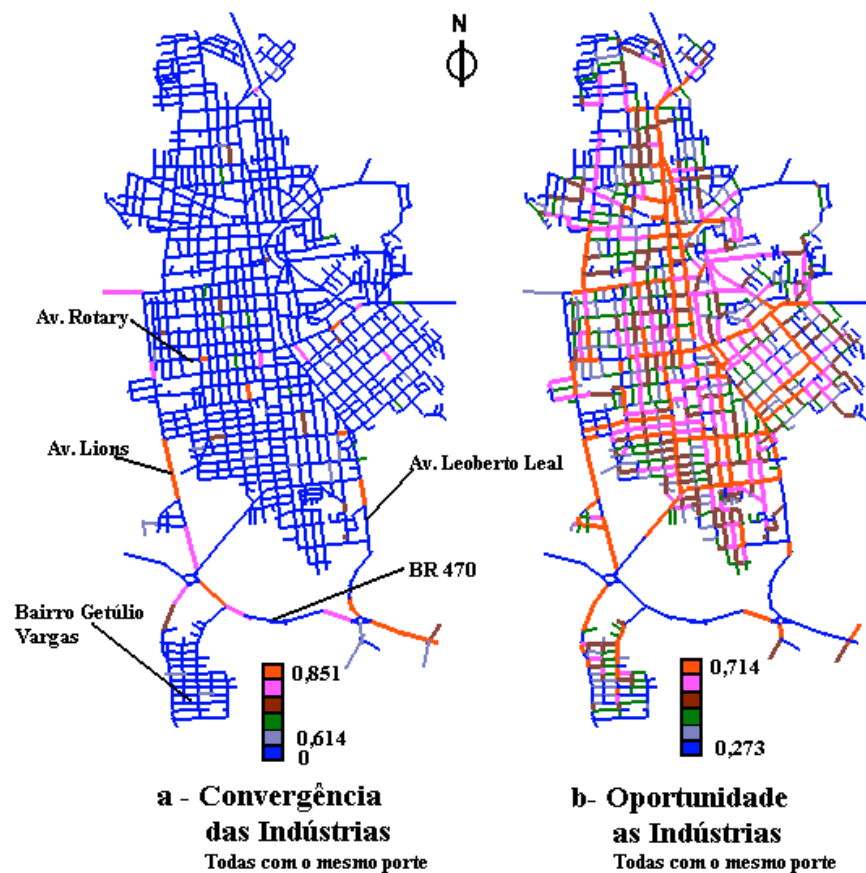 N
Av. Rotary
Av. Lions
Av. Leoberto Leal
BR 470
Bairro Getúlio
Vargas
0,851
0,614
0
0,714
0,273
a - Convergência
das Indústrias
Todas com o mesmo porte
b- Oportunidade
as Indústrias
Todas com o mesmo porte